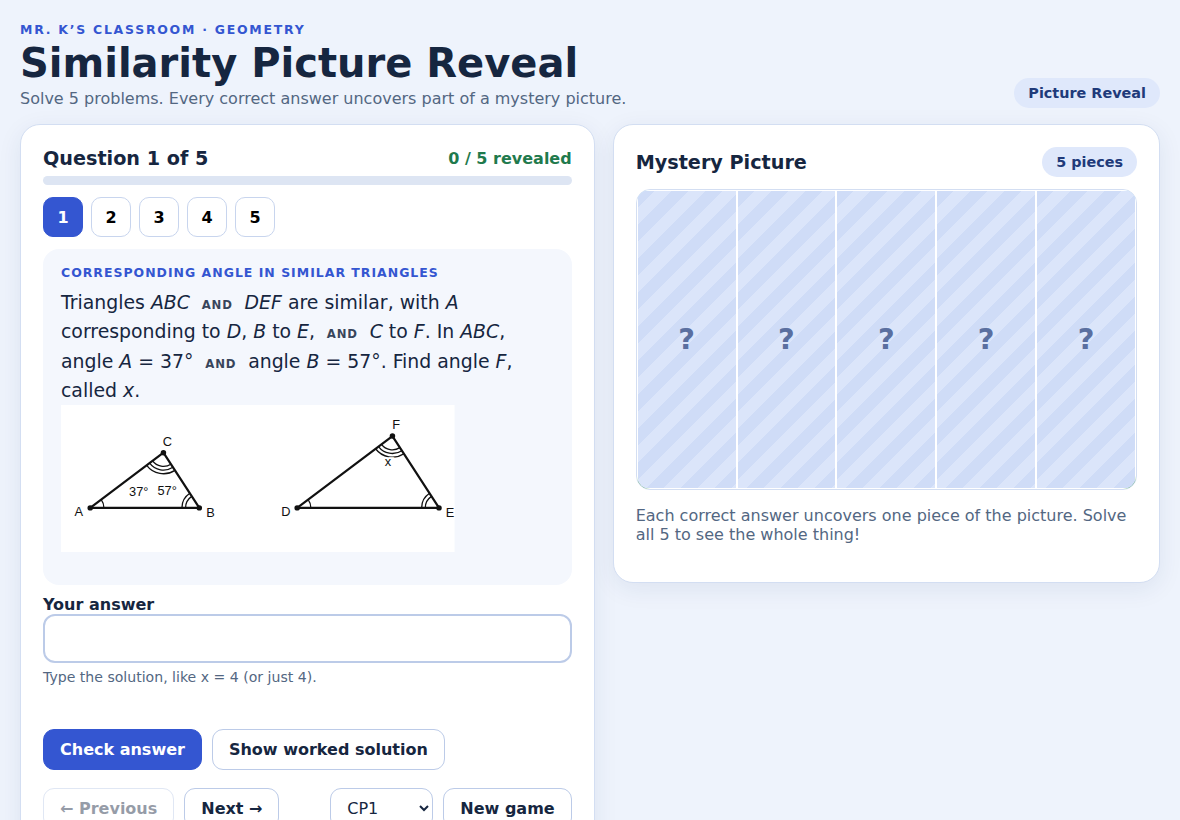 MR. K’S CLASSROOM · GEOMETRY
Similarity Picture Reveal
Solve 5 problems. Every correct answer uncovers part of a mystery picture.
Picture Reveal
Question 1 of 5
0 / 5 revealed
1 2 3 4 5
CORRESPONDING ANGLE IN SIMILAR TRIANGLES
Triangles ABC AND DEF are similar, with A
corresponding to D, B to E, AND C to F. In ABC,
angle A = 37° AND angle B = 57°. Find angle F,
called x.
C
37° 57°
A
B
F
x
D
E
Your answer
Type the solution, like x = 4 (or just 4).
Check answer
Show worked solution
← Previous
Next →
CP1
New game
Mystery Picture
5 pieces
? ? ? ? ?
Each correct answer uncovers one piece of the picture. Solve
all 5 to see the whole thing!